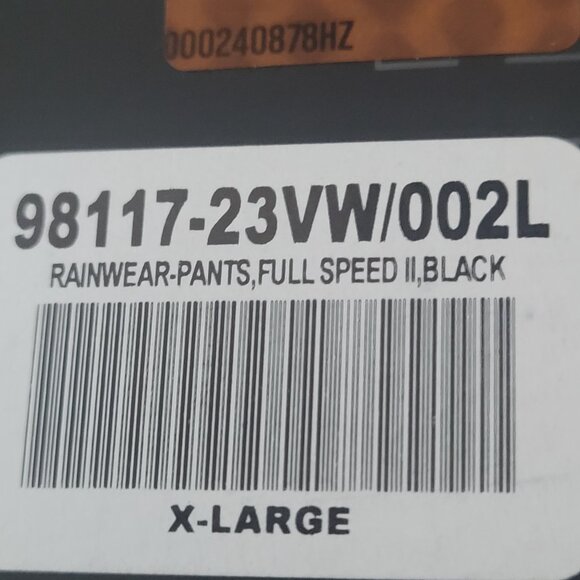 000240878HZ
98117-23VW/002L
RAINWEAR-PANTS,FULL SPEED II,BLACK
X-LARGE